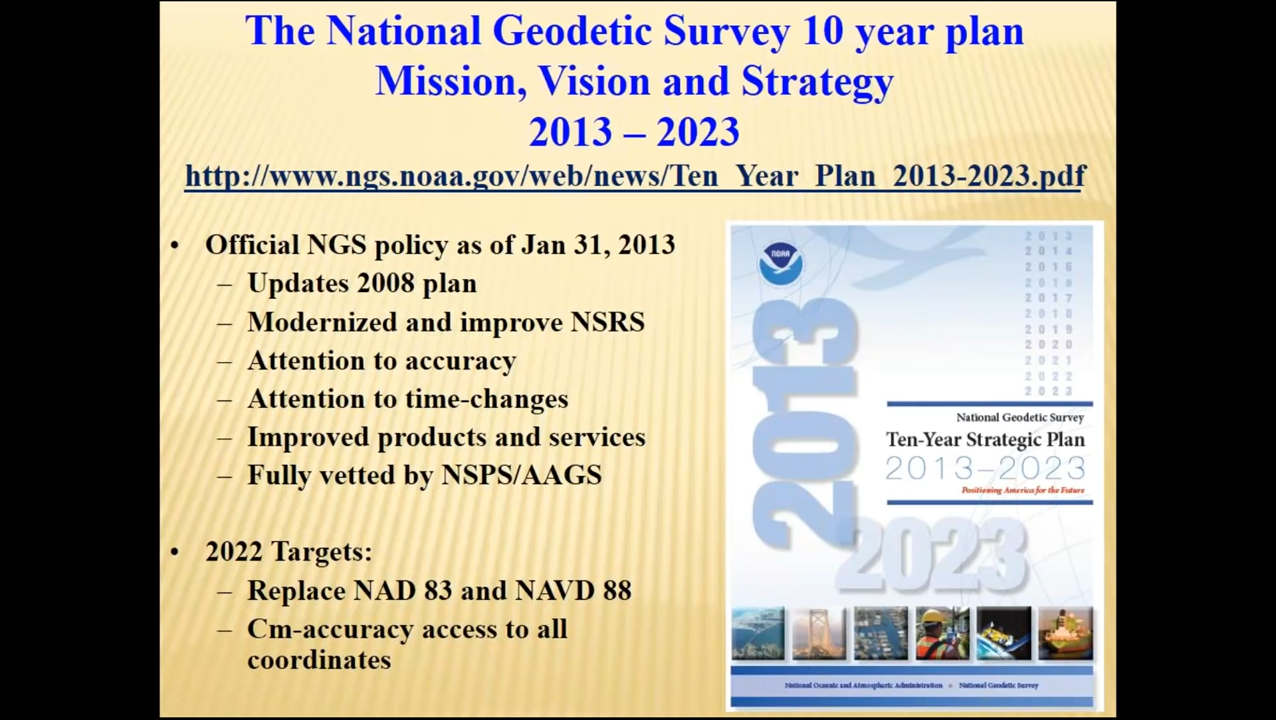 The National Geodetic Survey 10 year plan
Mission, Vision and Strategy
2013 – 2023
http://www.ngs.noaa.gov/web/news/Ten_Year_Plan_2013-2023.pdf
• Official NGS policy as of Jan 31, 2013
– Updates 2008 plan
– Modernized and improve NSRS
– Attention to accuracy
– Attention to time-changes
– Improved products and services
– Fully vetted by NSPS/AAGS
• 2022 Targets:
– Replace NAD 83 and NAVD 88
– Cm-accuracy access to all
coordinates
NOAA
2013
2014
2015
2016
2017
2018
2019
2020
2021
2022
2023
2013
National Geodetic Survey
Ten-Year Strategic Plan
2013–2023
Positioning America for the Future
2023
National Oceanic and Atmospheric Administration • National Geodetic Survey